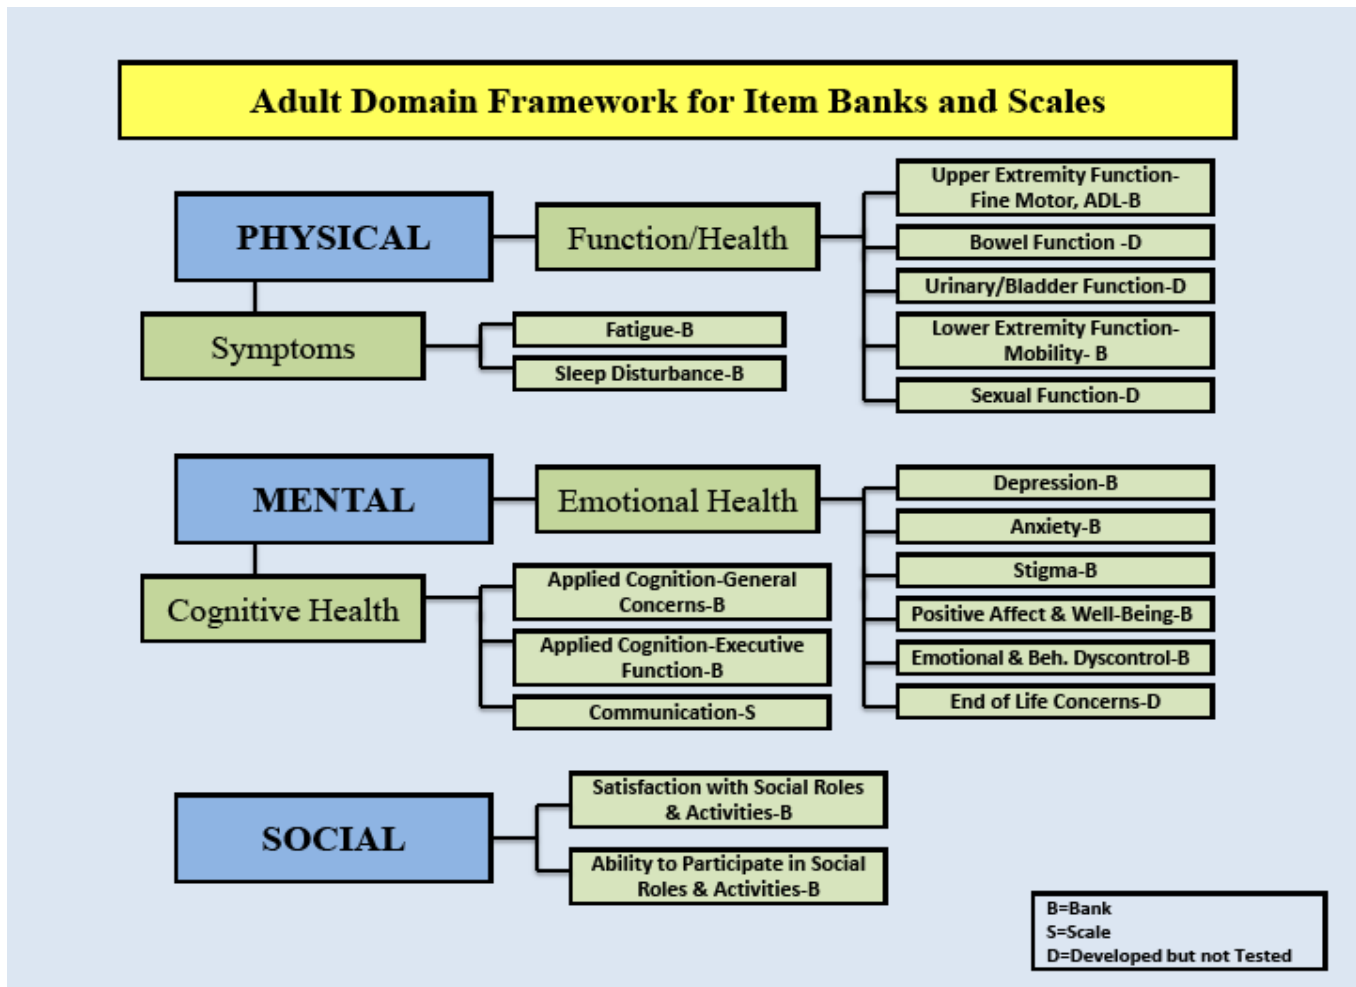 Adult Domain Framework for Item Banks and Scales
PHYSICAL
Function/Health
Upper Extremity Function-
Fine Motor, ADL-B
Bowel Function -D
Urinary/Bladder Function-D
Lower Extremity Function-
Mobility- B
Sexual Function-D
Symptoms
Fatigue-B
Sleep Disturbance-B
MENTAL
Emotional Health
Depression-B
Anxiety-B
Stigma-B
Positive Affect & Well-Being-B
Emotional & Beh. Dyscontrol-B
End of Life Concerns-D
Cognitive Health
Applied Cognition-General
Concerns-B
Applied Cognition-Executive
Function-B
Communication-S
SOCIAL
Satisfaction with Social Roles
& Activities-B
Ability to Participate in Social
Roles & Activities-B
B=Bank
S=Scale
D=Developed but not Tested